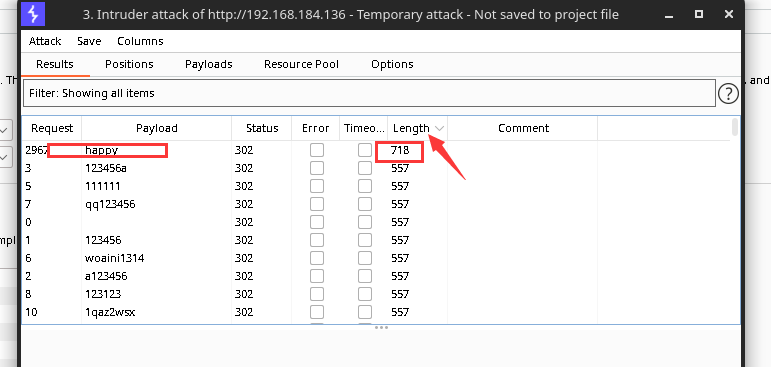 3. Intruder attack of http://192.168.184.136 - Temporary attack - Not saved to project file
Attack Save Columns
Results Positions Payloads Resource Pool Options
Filter: Showing all items
?
Request Payload Status Error Timeo... Length Comment
2967 happy 302 718
3 123456a 302 557
5 111111 302 557
7 qq123456 302 557
0 302 557
1 123456 302 557
6 woaini1314 302 557
2 a123456 302 557
8 123123 302 557
10 1qaz2wsx 302 557